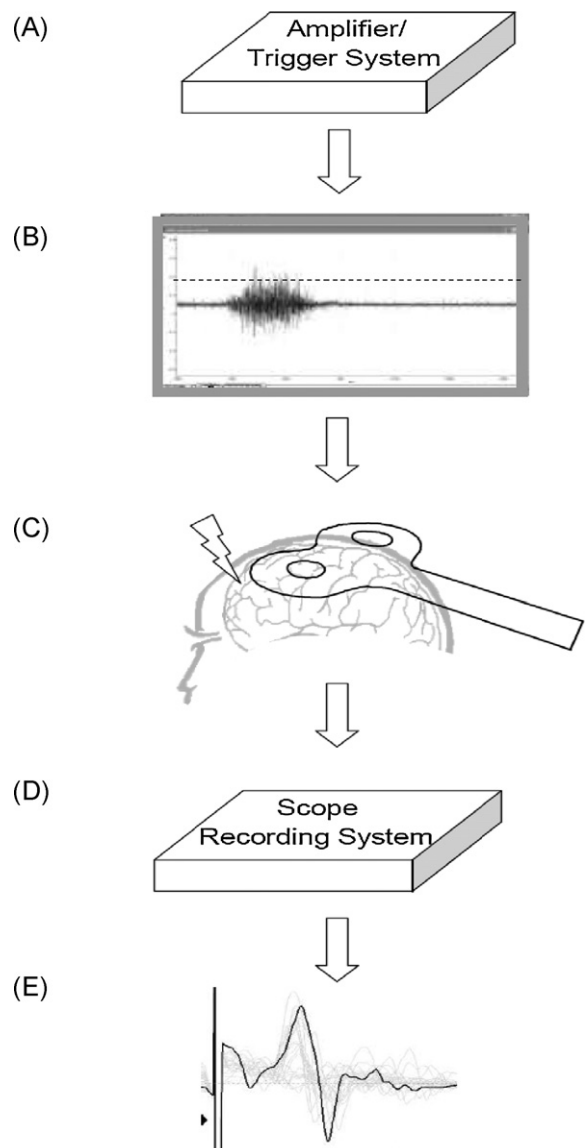 (A)
Amplifier/
Trigger System
(B)
(C)
(D)
Scope
Recording System
(E)